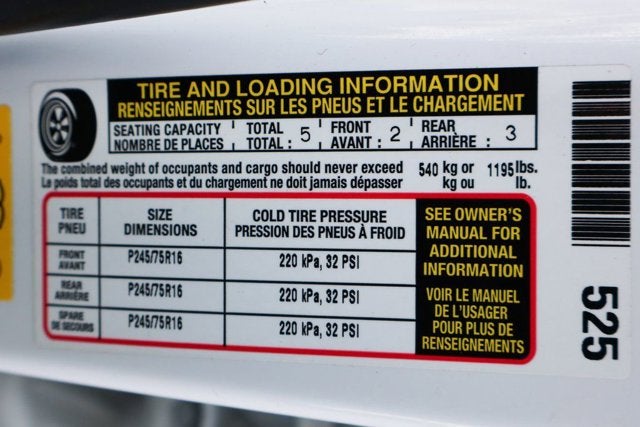 TIRE AND LOADING INFORMATION
RENSEIGNEMENTS SUR LES PNEUS ET LE CHARGEMENT
SEATING CAPACITY TOTAL FRONT REAR
NOMBRE DE PLACES TOTAL : 5 AVANT : 2 ARRIÈRE : 3
The combined weight of occupants and cargo should never exceed 540 kg or 1195 lbs.
Le poids total des occupants et du chargement ne doit jamais dépasser kg ou lb.
TIRE SIZE COLD TIRE PRESSURE
PNEU DIMENSIONS PRESSION DES PNEUS À FROID
FRONT
AVANT P245/75R16 220 kPa, 32 PSI
REAR
ARRIÈRE P245/75R16 220 kPa, 32 PSI
SPARE
DE SECOURS P245/75R16 220 kPa, 32 PSI
SEE OWNER'S
MANUAL FOR
ADDITIONAL
INFORMATION
VOIR LE MANUEL
DE L'USAGER
POUR PLUS DE
RENSEIGNEMENTS
525